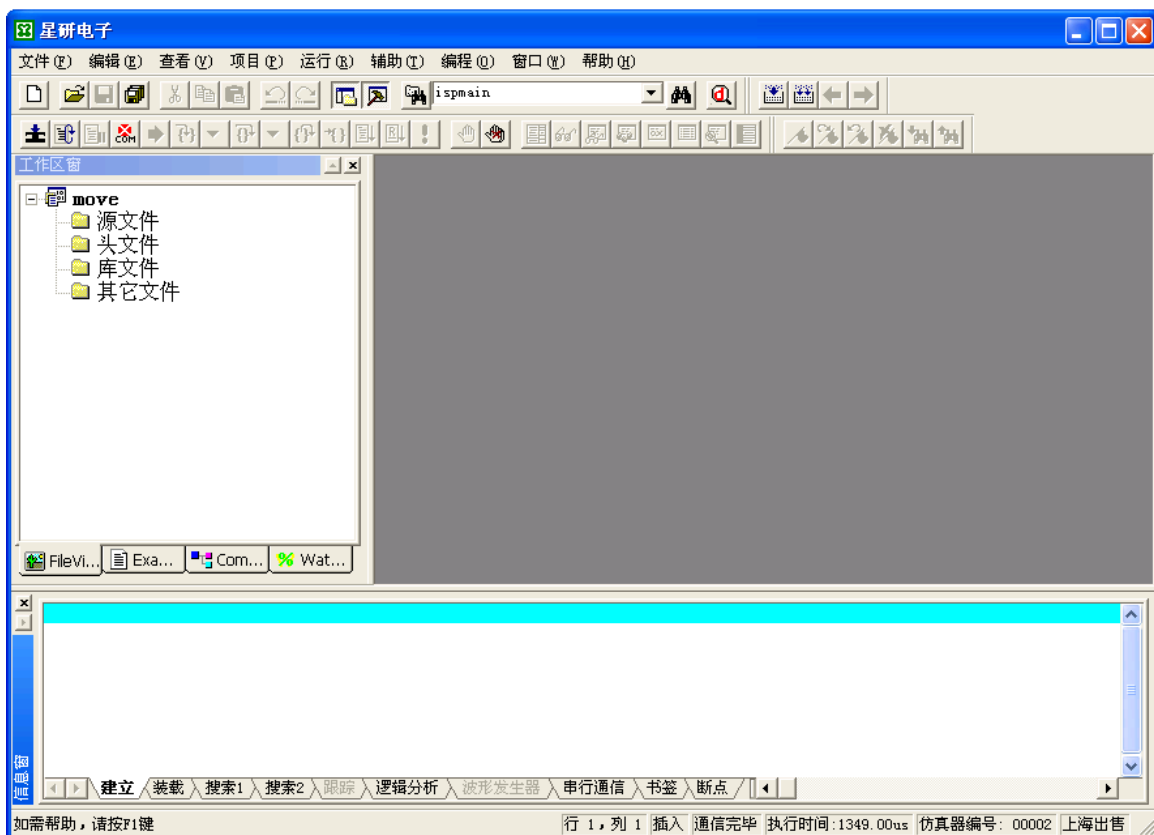 星研电子
文件(F) 编辑(E) 查看(V) 项目(P) 运行(R) 辅助(T) 编程(O) 窗口(W) 帮助(H)
ispmain
COM
工作区窗
move
源文件
头文件
库文件
其它文件
FileVi... Exa... Com... Wat...
信息窗
建立 装载 搜索1 搜索2 跟踪 逻辑分析 波形发生器 串行通信 书签 断点
如需帮助，请按F1键 行 1，列 1 插入 通信完毕 执行时间:1349.00us 仿真器编号: 00002 上海出售